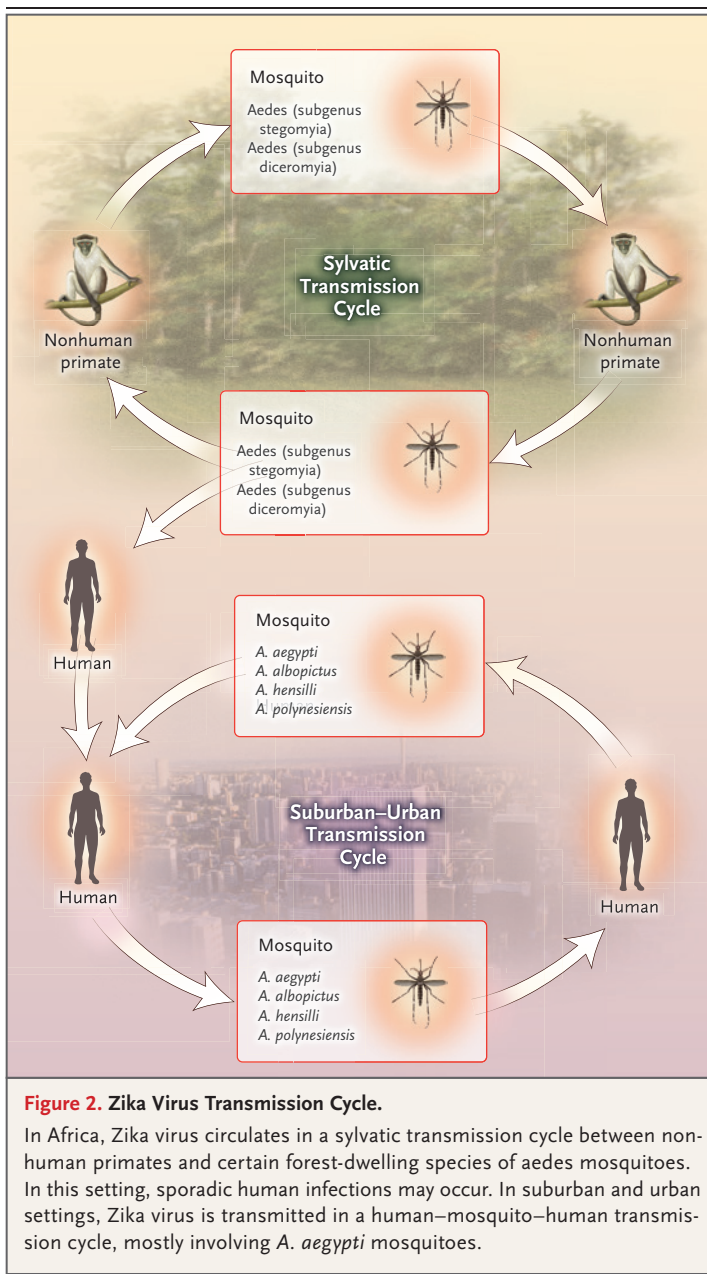 Mosquito
Aedes (subgenus
stegomyia)
Aedes (subgenus
diceromyia)
Sylvatic
Transmission
Cycle
Nonhuman
primate
Nonhuman
primate
Mosquito
Aedes (subgenus
stegomyia)
Aedes (subgenus
diceromyia)
Human
Mosquito
A. aegypti
A. albopictus
A. hensilli
A. polynesiensis
Suburban–Urban
Transmission
Cycle
Human
Human
Mosquito
A. aegypti
A. albopictus
A. hensilli
A. polynesiensis
Figure 2. Zika Virus Transmission Cycle.
In Africa, Zika virus circulates in a sylvatic transmission cycle between non-
human primates and certain forest-dwelling species of aedes mosquitoes.
In this setting, sporadic human infections may occur. In suburban and urban
settings, Zika virus is transmitted in a human–mosquito–human transmis-
sion cycle, mostly involving A. aegypti mosquitoes.